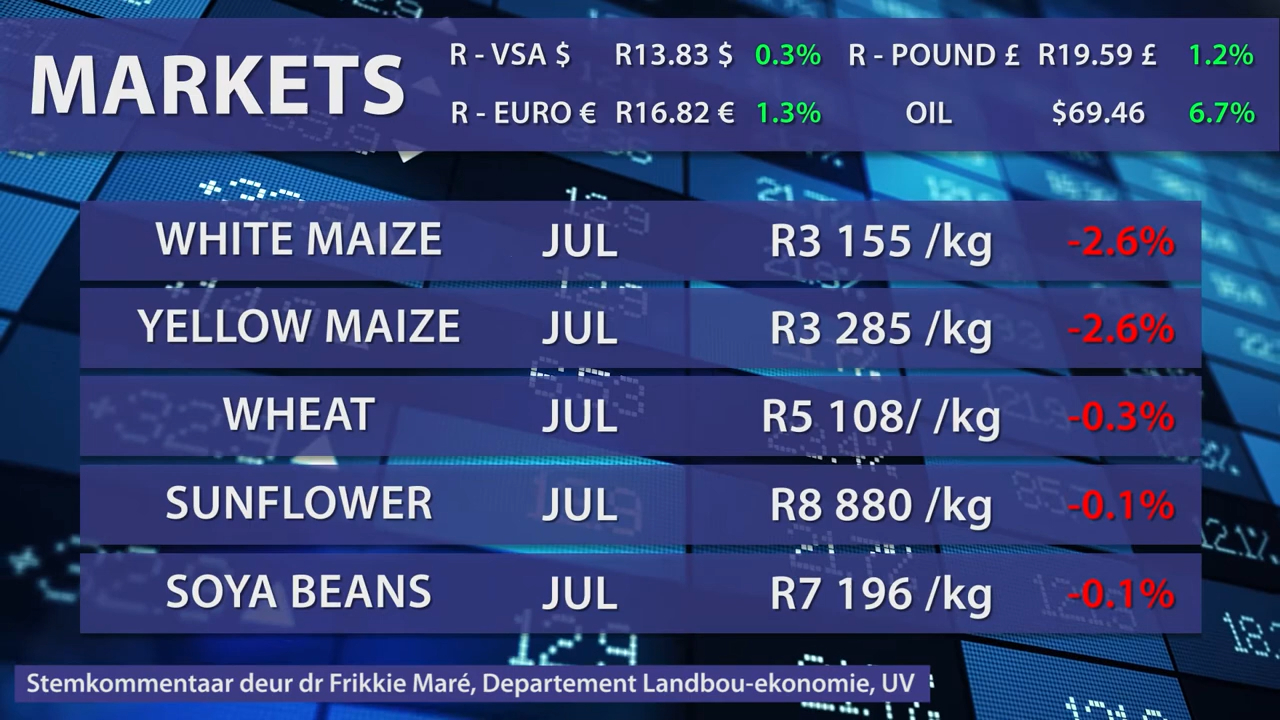 MARKETS
R - VSA $ R13.83 $ 0.3% R - POUND £ R19.59 £ 1.2%
R - EURO € R16.82 € 1.3% OIL $69.46 6.7%
WHITE MAIZE JUL R3 155 /kg -2.6%
YELLOW MAIZE JUL R3 285 /kg -2.6%
WHEAT JUL R5 108/ /kg -0.3%
SUNFLOWER JUL R8 880 /kg -0.1%
SOYA BEANS JUL R7 196 /kg -0.1%
Stemkommentaar deur dr Frikkie Maré, Departement Landbou-ekonomie, UV